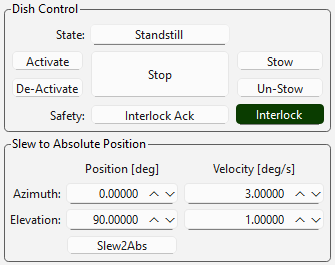 Dish Control
State: Standstill
Activate Stop Stow
De-Activate Un-Stow
Safety: Interlock Ack Interlock
Slew to Absolute Position
Position [deg] Velocity [deg/s]
Azimuth: 0.00000 3.00000
Elevation: 90.00000 1.00000
Slew2Abs